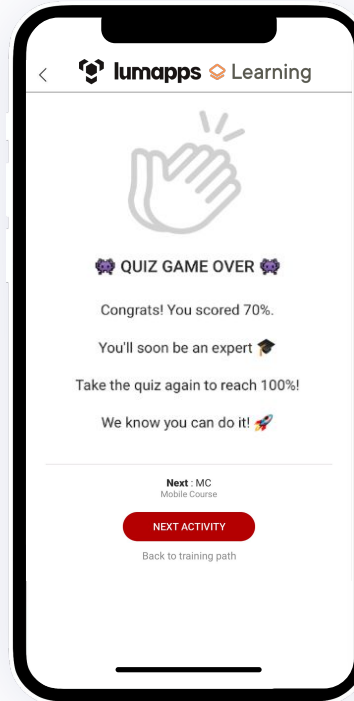 lumapps Learning
👾 QUIZ GAME OVER 👾
Congrats! You scored 70%.
You'll soon be an expert 🎓
Take the quiz again to reach 100%!
We know you can do it! 🚀
Next : MC
Mobile Course
NEXT ACTIVITY
Back to training path